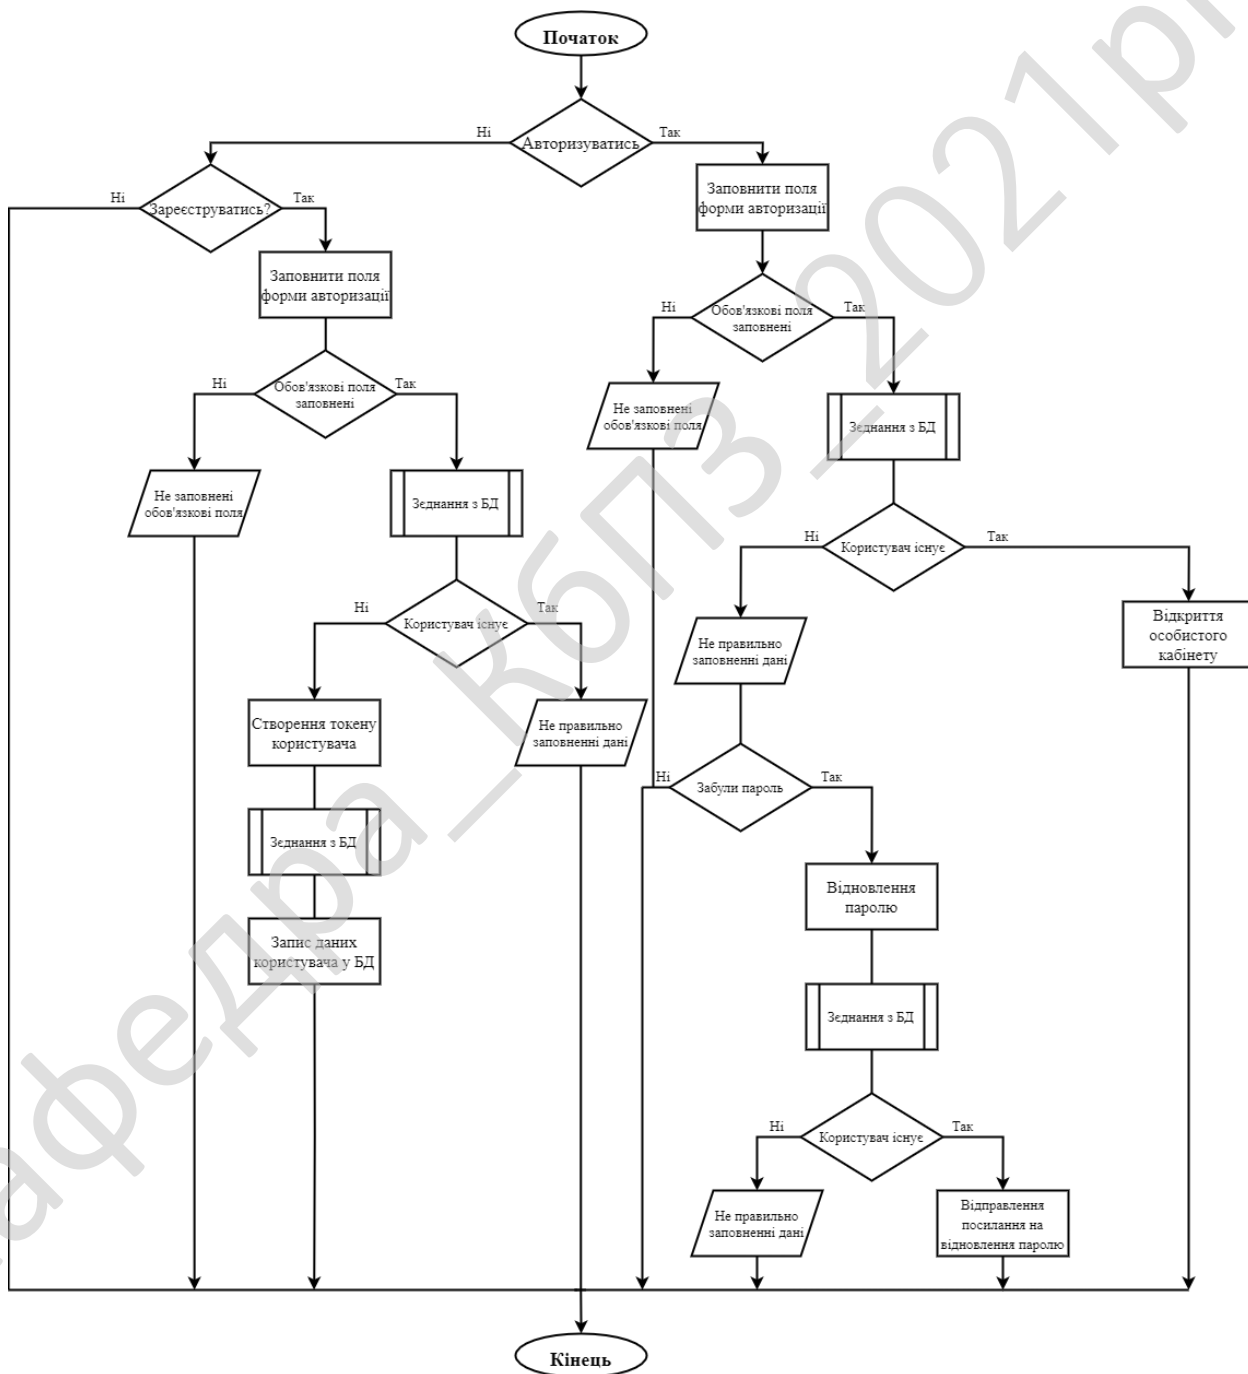 Початок
Авторизуватись
Ні
Так
Зареєструватись?
Ні
Так
Заповнити поля
форми авторизації
Заповнити поля
форми авторизації
Обов'язкові поля
заповнені
Ні
Так
Обов'язкові поля
заповнені
Ні
Так
Не заповнені
обов'язкові поля
Зєднання з БД
Не заповнені
обов'язкові поля
Зєднання з БД
Користувач існує
Ні
Так
Користувач існує
Ні
Так
Відкриття
особистого
кабінету
Не правильно
заповненні дані
Створення токену
користувача
Не правильно
заповненні дані
Забули пароль
Ні
Так
Зєднання з БД
Відновлення
паролю
Запис даних
користувача у БД
Зєднання з БД
Користувач існує
Ні
Так
Не правильно
заповненні дані
Відправлення
посилання на
відновлення паролю
Кінець